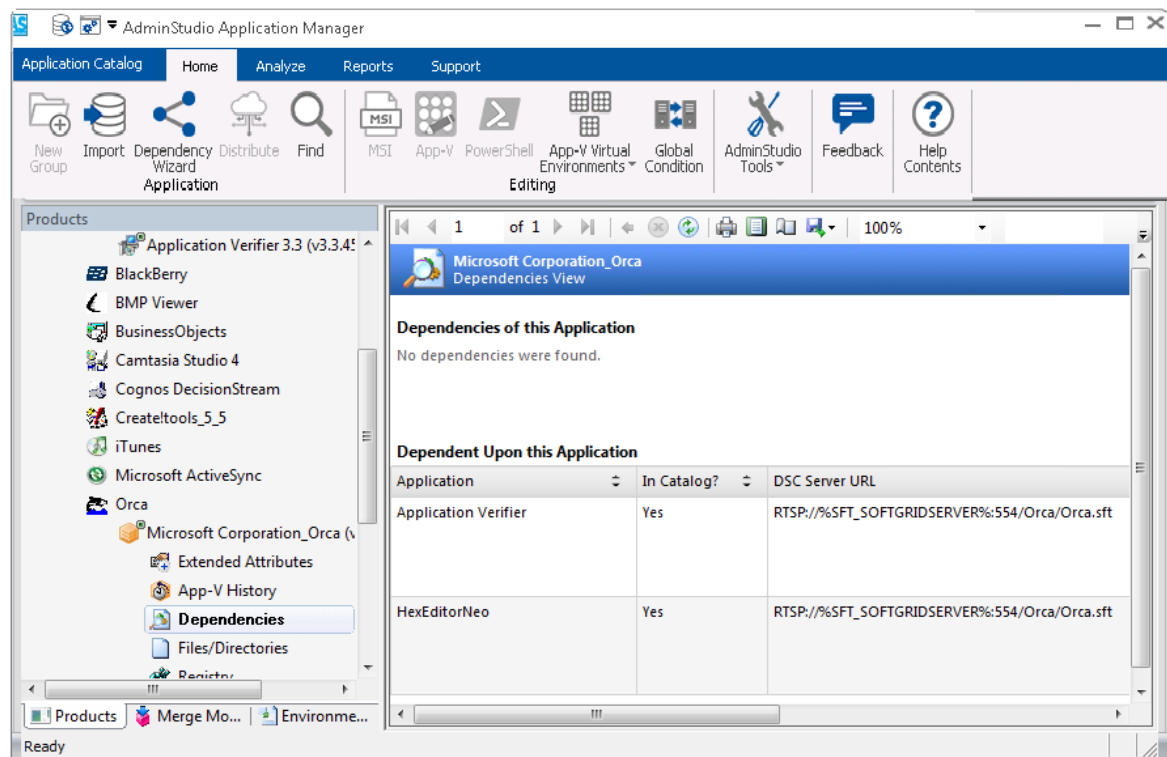 AdminStudio Application Manager
Application Catalog Home Analyze Reports Support
New Group
Import
Dependency Wizard
Distribute
Find
Application
MSI
MSI
App-V
PowerShell
App-V Virtual Environments
Global Condition
Editing
AdminStudio Tools
Feedback
Help Contents
Products
Application Verifier 3.3 (v3.3.45
BlackBerry
BMP Viewer
BusinessObjects
Camtasia Studio 4
Cognos DecisionStream
Create!tools_5_5
iTunes
Microsoft ActiveSync
Orca
Microsoft Corporation_Orca (v
Extended Attributes
App-V History
Dependencies
Files/Directories
Registry
Products Merge Mo... Environme...
1 of 1 100%
Microsoft Corporation_Orca
Dependencies View
Dependencies of this Application
No dependencies were found.
Dependent Upon this Application
Application In Catalog? DSC Server URL
Application Verifier Yes RTSP://%SFT_SOFTGRIDSERVER%:554/Orca/Orca.sft
HexEditorNeo Yes RTSP://%SFT_SOFTGRIDSERVER%:554/Orca/Orca.sft
Ready